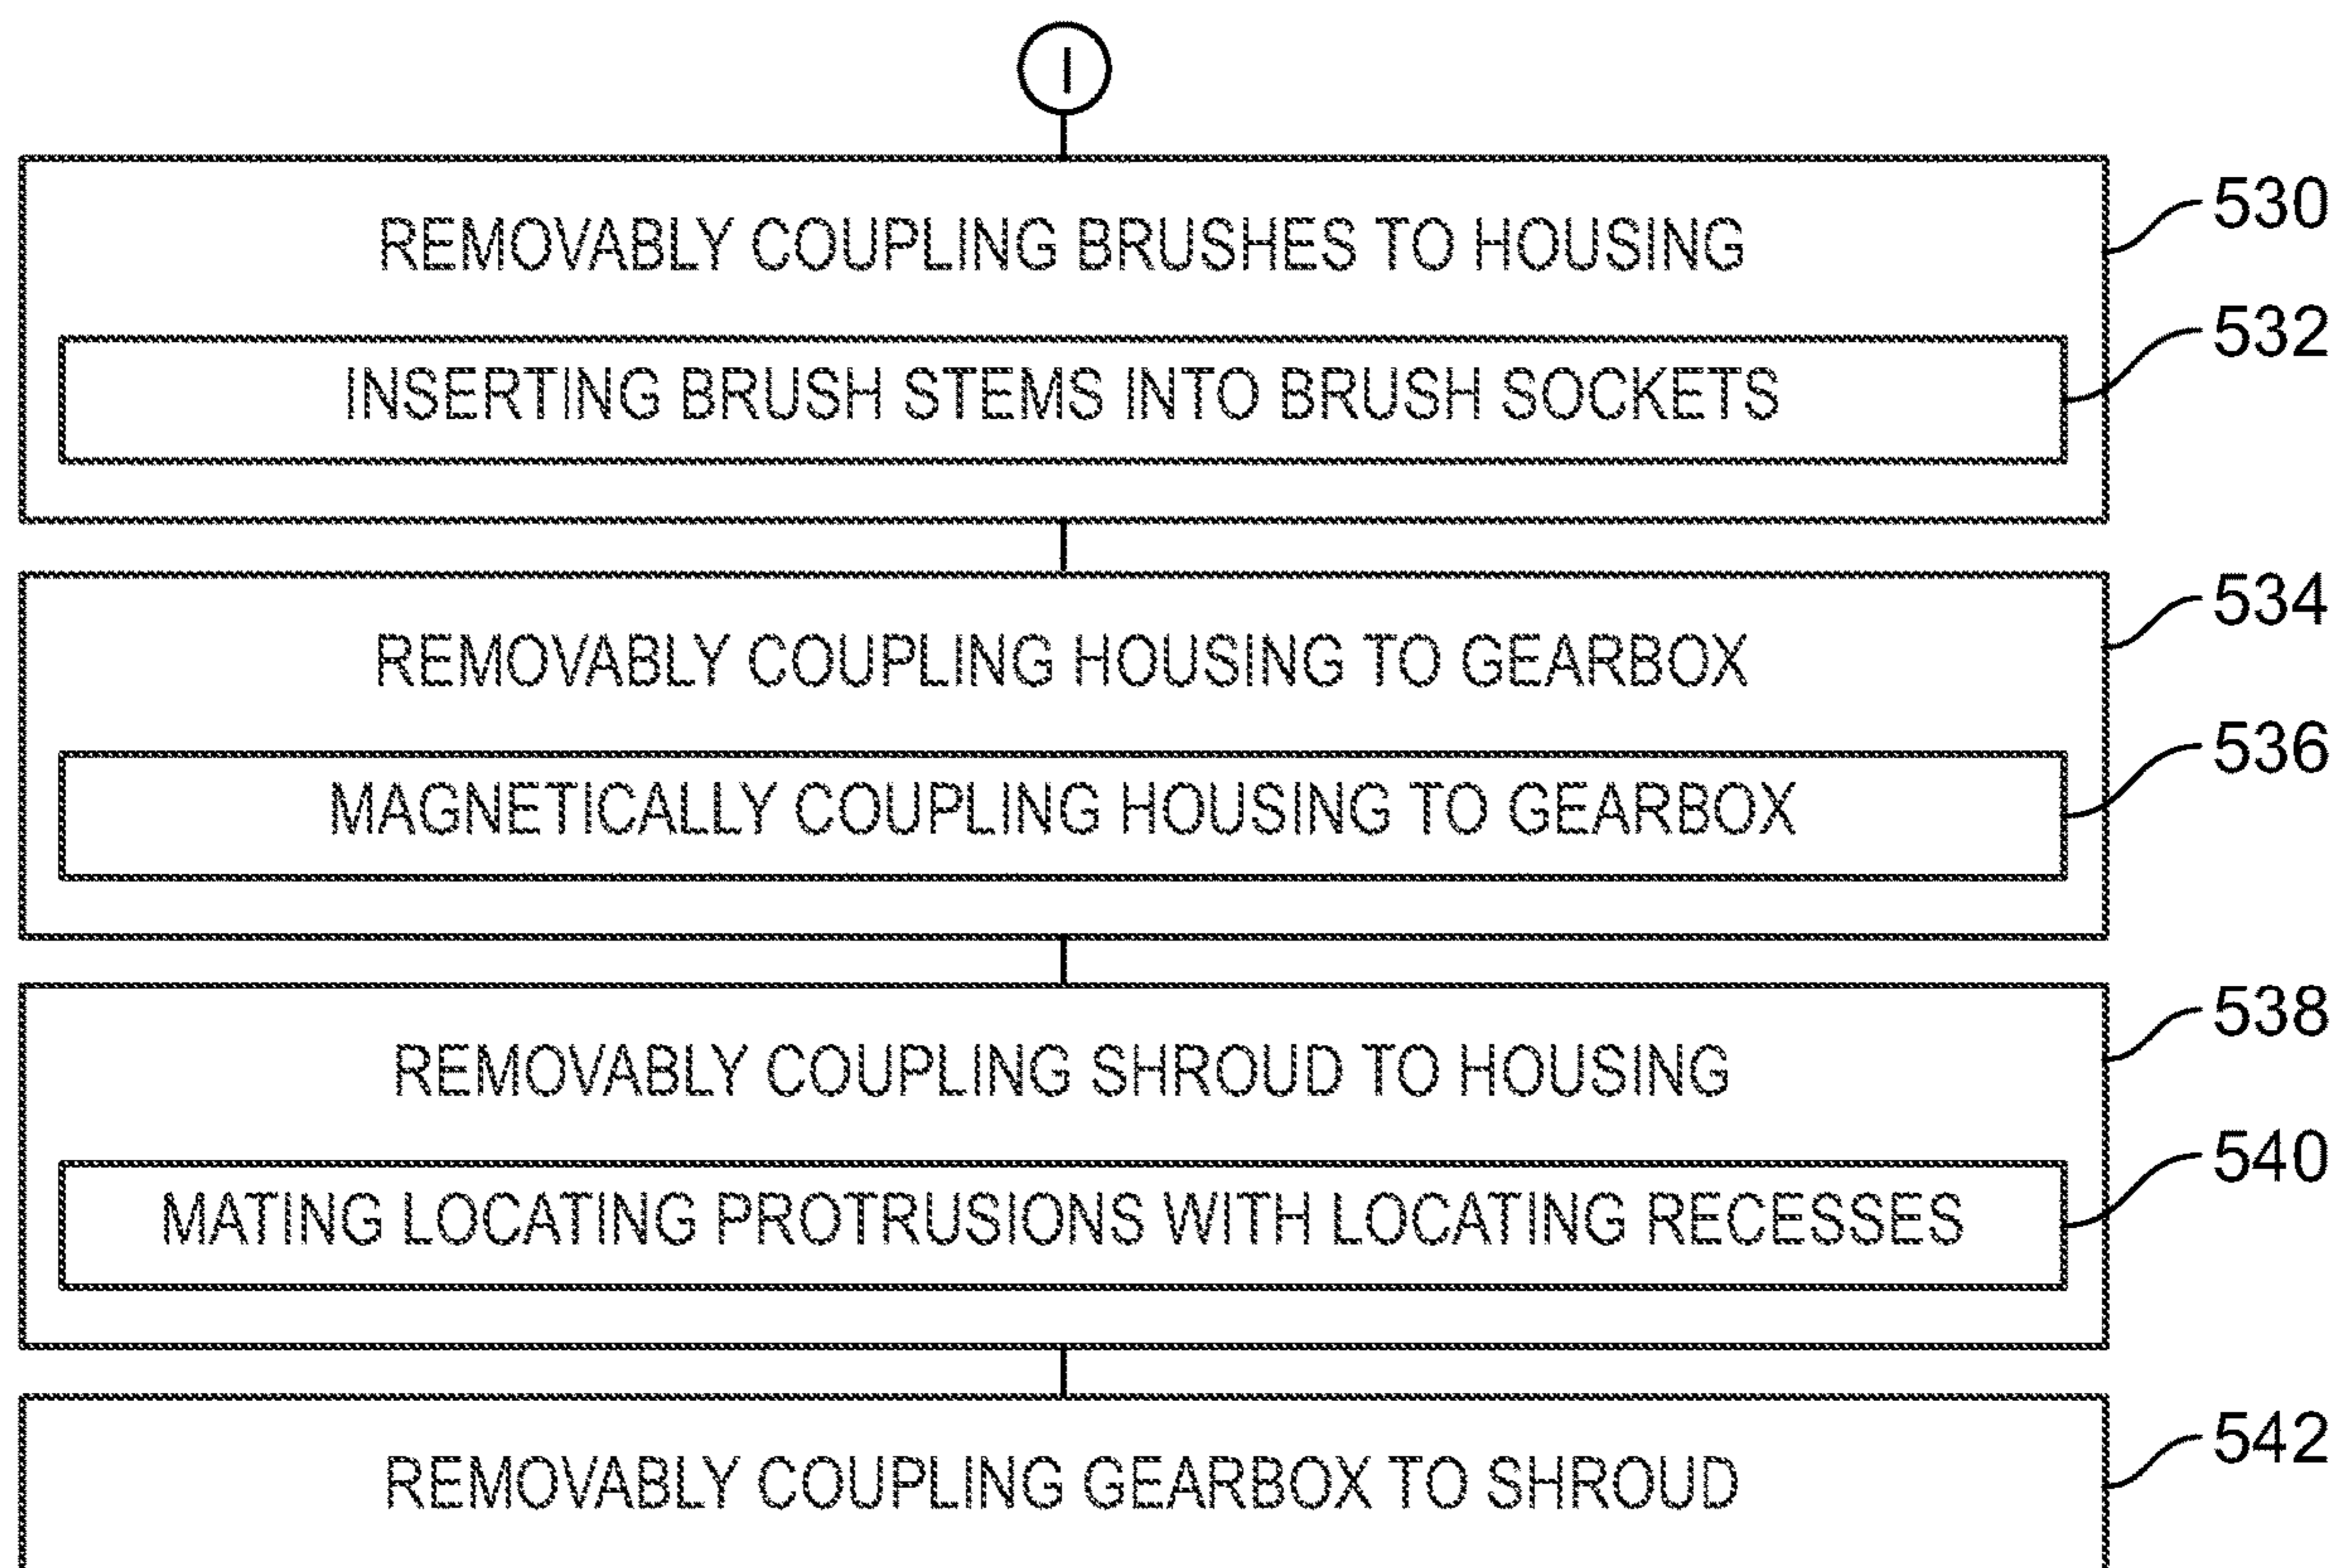 I
REMOVABLY COUPLING BRUSHES TO HOUSING
530
INSERTING BRUSH STEMS INTO BRUSH SOCKETS
532
REMOVABLY COUPLING HOUSING TO GEARBOX
534
MAGNETICALLY COUPLING HOUSING TO GEARBOX
536
REMOVABLY COUPLING SHROUD TO HOUSING
538
MATING LOCATING PROTRUSIONS WITH LOCATING RECESSES
540
REMOVABLY COUPLING GEARBOX TO SHROUD
542